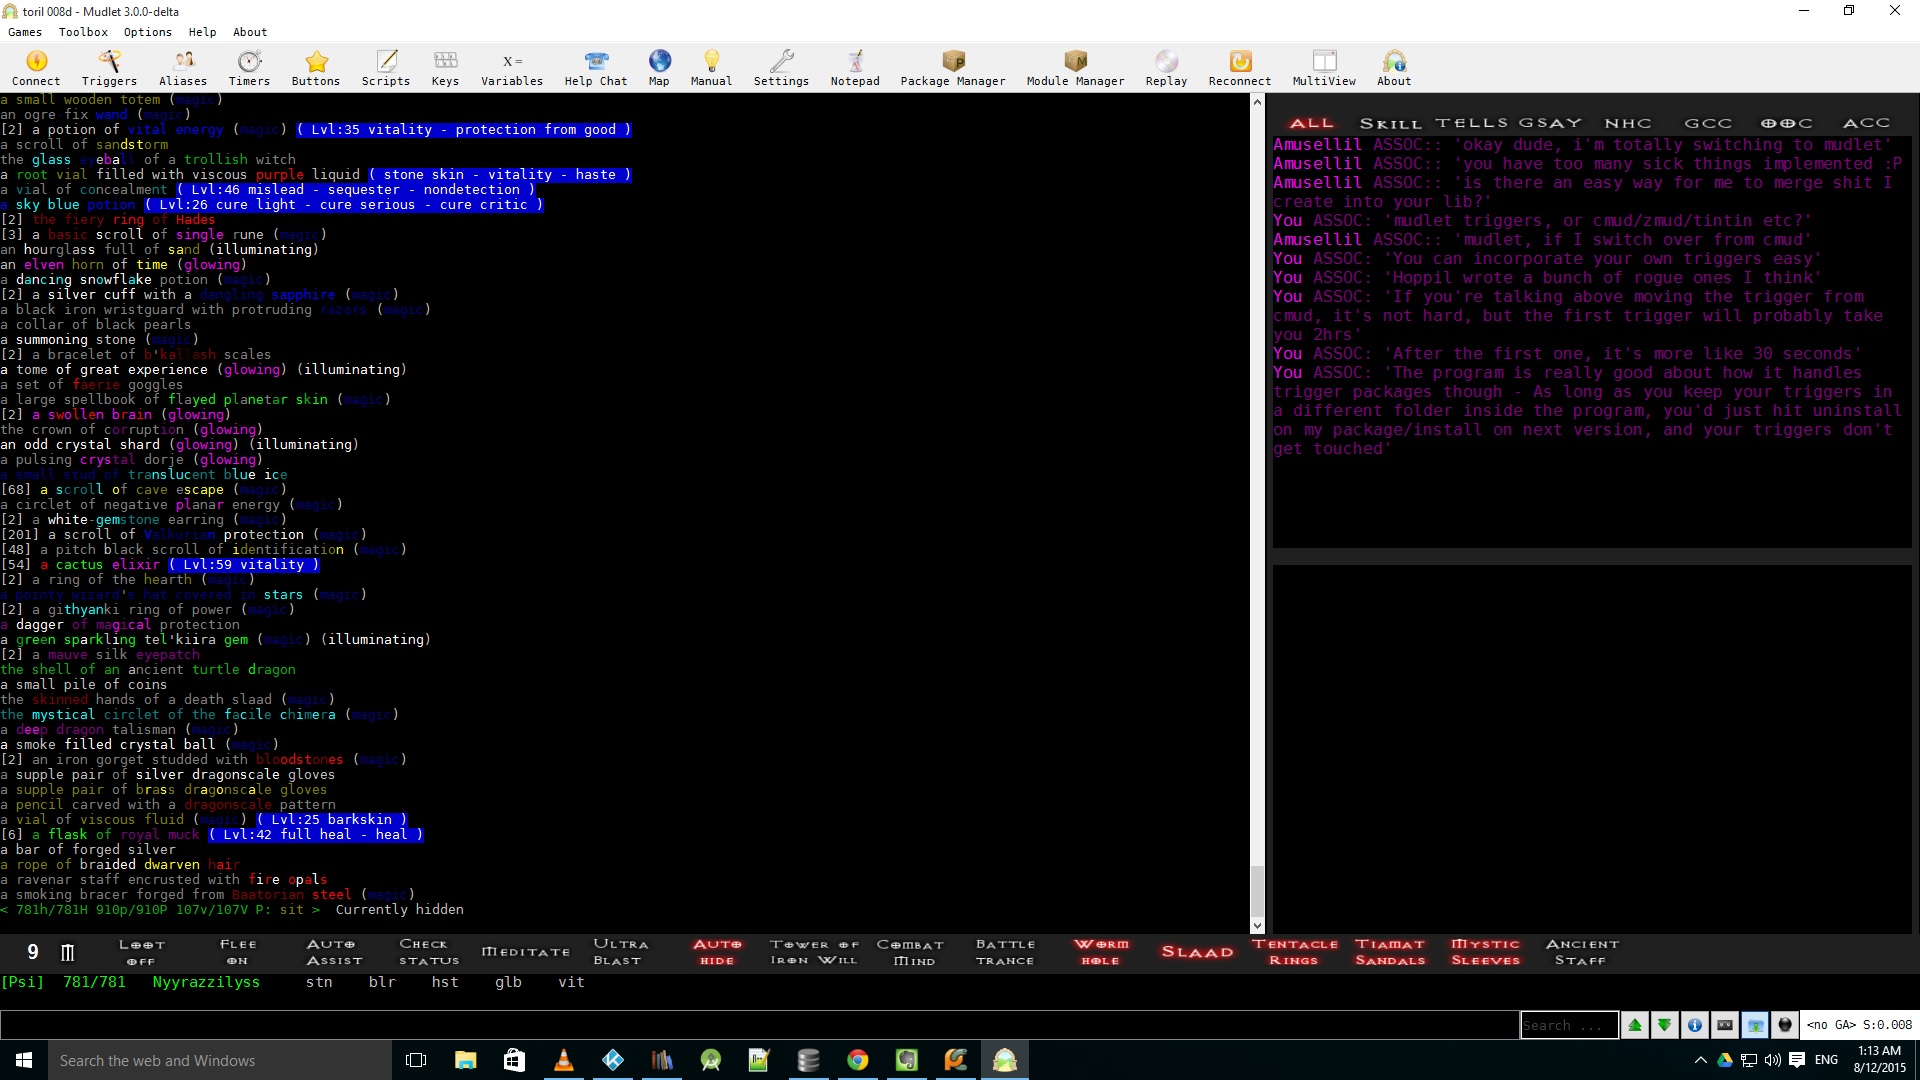 toril 008d - Mudlet 3.0.0-delta
Games Toolbox Options Help About
X =
Connect Triggers Aliases Timers Buttons Scripts Keys Variables Help Chat Map Manual Settings Notepad Package Manager Module Manager Replay Reconnect MultiView About
a small wooden totem (magic)
an ogre-fix wand (magic)
[2] a potion of vital energy (magic) ( Lvl:35 vitality - protection from good )
a scroll of sandstorm
the glass eyeball of a trollish witch
a root vial filled with viscous purple liquid ( stone skin - vitality - haste )
a vial of concealment ( Lvl:46 mislead - sequester - nondetection )
a sky blue potion ( Lvl:26 cure light - cure serious - cure critic )
[2] the fiery ring of Hades
[3] a basic scroll of single rune (magic)
an hourglass full of sand (illuminating)
an elven horn of time (glowing)
a dancing snowflake potion (magic)
[2] a silver cuff with a dangling sapphire (magic)
a black iron wristguard with protruding razors (magic)
a collar of black pearls
a summoning stone (magic)
[2] a bracelet of b'kallash scales
a tome of great experience (glowing) (illuminating)
a set of faerie goggles
a large spellbook of flayed planetar skin (magic)
[2] a swollen brain (glowing)
the crown of corruption (glowing)
an odd crystal shard (glowing) (illuminating)
a pulsing crystal dorje (glowing)
a small stud of translucent blue ice
[68] a scroll of cave escape (magic)
a circlet of negative planar energy (magic)
[2] a white-gemstone earring (magic)
[201] a scroll of Valkurian protection (magic)
[48] a pitch black scroll of identification (magic)
[54] a cactus elixir ( Lvl:59 vitality )
[2] a ring of the hearth (magic)
a pointy wizard's hat covered in stars (magic)
[2] a githyanki ring of power (magic)
a dagger of magical protection
a green sparkling tel'kiira gem (magic) (illuminating)
[2] a mauve silk eyepatch
the shell of an ancient turtle dragon
a small pile of coins
the skinned hands of a death slaad (magic)
the mystical circlet of the facile chimera (magic)
a deep dragon talisman (magic)
a smoke filled crystal ball (magic)
[2] an iron gorget studded with bloodstones (magic)
a supple pair of silver dragonscale gloves
a supple pair of brass dragonscale gloves
a pencil carved with a dragonscale pattern
a vial of viscous fluid (magic) ( Lvl:25 barkskin )
[6] a flask of royal muck ( Lvl:42 full heal - heal )
a bar of forged silver
a rope of braided dwarven hair
a ravenar staff encrusted with fire opals
a smoking bracer forged from Baatorian steel (magic)
< 781h/781H 910p/910P 107v/107V P: sit > Currently hidden
ALL SKILL TELLS GSAY NHC GCC OOC ACC
Amusellil ASSOC:: 'okay dude, i'm totally switching to mudlet'
Amusellil ASSOC:: 'you have too many sick things implemented :P
Amusellil ASSOC:: 'is there an easy way for me to merge shit I
create into your lib?'
You ASSOC: 'mudlet triggers, or cmud/zmud/tintin etc?'
Amusellil ASSOC:: 'mudlet, if I switch over from cmud'
You ASSOC: 'You can incorporate your own triggers easy'
You ASSOC: 'Hoppil wrote a bunch of rogue ones I think'
You ASSOC: 'If you're talking above moving the trigger from
cmud, it's not hard, but the first trigger will probably take
you 2hrs'
You ASSOC: 'After the first one, it's more like 30 seconds'
You ASSOC: 'The program is really good about how it handles
trigger packages though - As long as you keep your triggers in
a different folder inside the program, you'd just hit uninstall
on my package/install on next version, and your triggers don't
get touched'
9 LOOT OFF FLEE ON AUTO ASSIST CHECK STATUS MEDITATE ULTRA BLAST AUTO HIDE TOWER OF IRON WILL COMBAT MIND BATTLE TRANCE WORM HOLE SLAAD TENTACLE RINGS TIAMAT SANDALS MYSTIC SLEEVES ANCIENT STAFF
[Psi] 781/781 Nyyrazzilyss stn blr hst glb vit
Search ... <no GA> S:0.008
Search the web and Windows
ENG
1:13 AM
8/12/2015